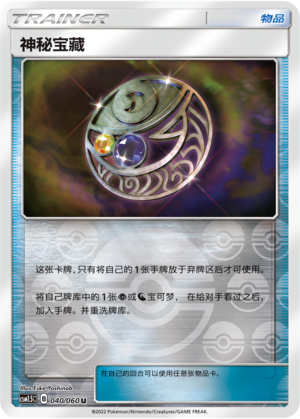 TRAINER
物品
神秘宝藏
这张卡牌,只有将自己的1张手牌放于弃牌区后才可使用。
将自己牌库中的1张或宝可梦，在给对手看过之后，
加入手牌。并重洗牌库。
Illus. Eske Yoshinob
CSM1.5C B 040/060 U
在自己的回合可以使用任意张物品卡。
©2022 Pokémon/Nintendo/Creatures/GAME FREAK.